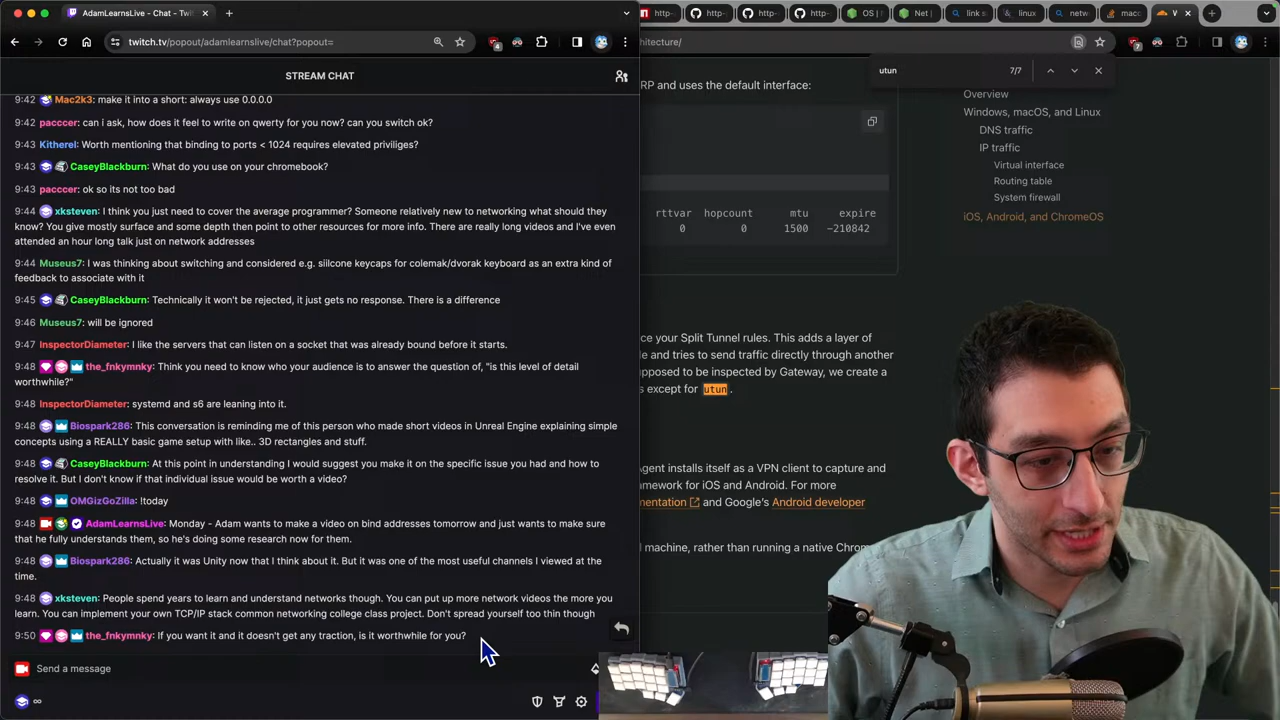 AdamLearnsLive - Chat - Twit
twitch.tv/popout/adamlearnslive/chat?popout=
4
STREAM CHAT
9:42 Mac2k3: make it into a short: always use 0.0.0.0
9:42 pacccer: can i ask, how does it feel to write on qwerty for you now? can you switch ok?
9:43 Kitherel: Worth mentioning that binding to ports < 1024 requires elevated priviliges?
9:43 CaseyBlackburn: What do you use on your chromebook?
9:43 pacccer: ok so its not too bad
9:44 xksteven: I think you just need to cover the average programmer? Someone relatively new to networking what should they
know? You give mostly surface and some depth then point to other resources for more info. There are really long videos and I've even
attended an hour long talk just on network addresses
9:44 Museus7: I was thinking about switching and considered e.g. siilcone keycaps for colemak/dvorak keyboard as an extra kind of
feedback to associate with it
9:45 CaseyBlackburn: Technically it won't be rejected, it just gets no response. There is a difference
9:46 Museus7: will be ignored
9:47 InspectorDiameter: I like the servers that can listen on a socket that was already bound before it starts.
9:48 the_fnkymnky: Think you need to know who your audience is to answer the question of, "is this level of detail
worthwhile?"
9:48 InspectorDiameter: systemd and s6 are leaning into it.
9:48 Biospark286: This conversation is reminding me of this person who made short videos in Unreal Engine explaining simple
concepts using a REALLY basic game setup with like.. 3D rectangles and stuff.
9:48 CaseyBlackburn: At this point in understanding I would suggest you make it on the specific issue you had and how to
resolve it. But I don't know if that individual issue would be worth a video?
9:48 OMGizGoZilla: !today
9:48 AdamLearnsLive: Monday - Adam wants to make a video on bind addresses tomorrow and just wants to make sure
that he fully understands them, so he's doing some research now for them.
9:48 Biospark286: Actually it was Unity now that I think about it. But it was one of the most useful channels I viewed at the
time.
9:48 xksteven: People spend years to learn and understand networks though. You can put up more network videos the more you
learn. You can implement your own TCP/IP stack common networking college class project. Don't spread yourself too thin though
9:50 the_fnkymnky: If you want it and it doesn't get any traction, is it worthwhile for you?
Send a message
∞
http-
http-
http-
http-
OS |
Net |
link s
linux
netw
macc
itecture/
7
utun
7/7
RP and uses the default interface:
rttvar hopcount mtu expire
0 0 1500 -210842
ce your Split Tunnel rules. This adds a layer of
e and tries to send traffic directly through another
upposed to be inspected by Gateway, we create a
s except for utun .
Agent installs itself as a VPN client to capture and
amework for iOS and Android. For more
mentation and Google's Android developer
l machine, rather than running a native Chrom
Overview
Windows, macOS, and Linux
DNS traffic
IP traffic
Virtual interface
Routing table
System firewall
iOS, Android, and ChromeOS